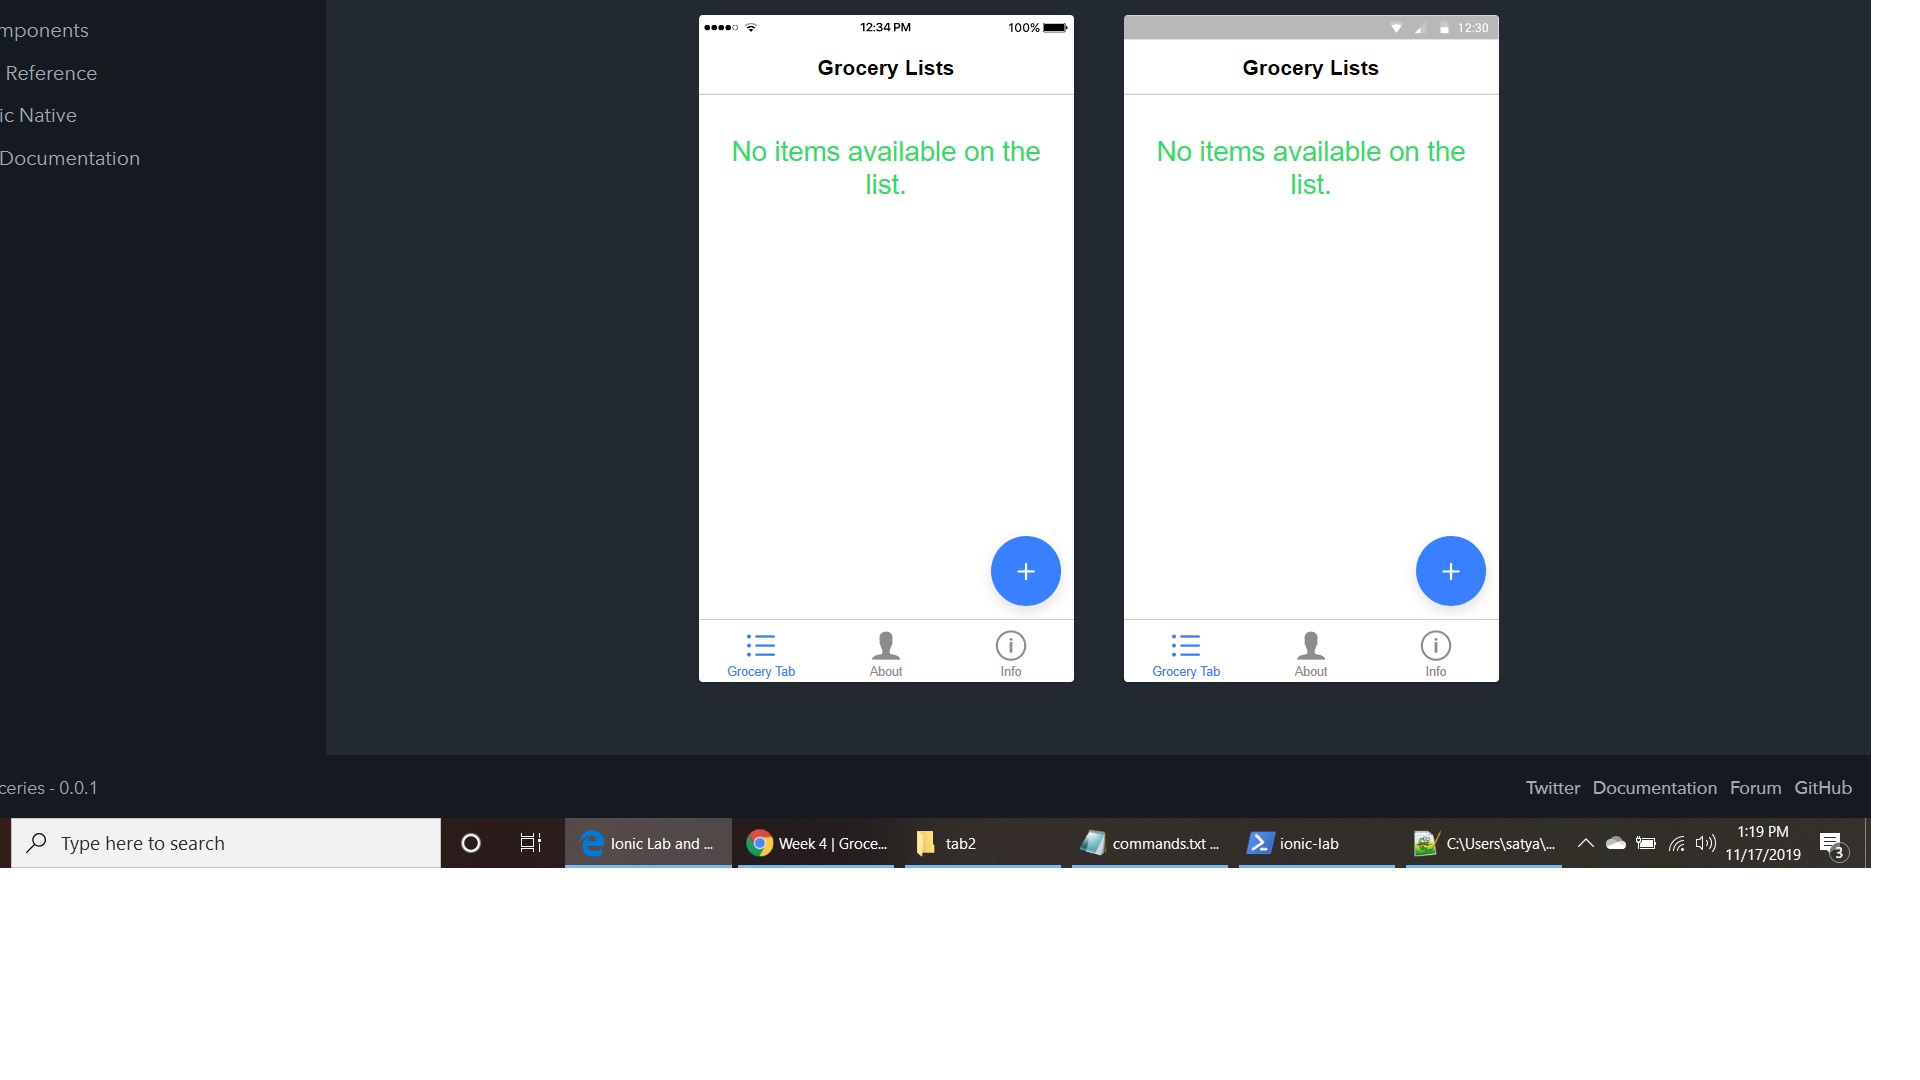 mponents
Reference
ic Native
Documentation
12:34 PM
100%
Grocery Lists
No items available on the
list.
Grocery Tab
About
Info
12:30
Grocery Lists
No items available on the
list.
Grocery Tab
About
Info
ceries - 0.0.1
Twitter Documentation Forum GitHub
Type here to search
Ionic Lab and ...
Week 4 | Groce...
tab2
commands.txt ...
ionic-lab
C:\Users\satya\...
1:19 PM
11/17/2019
3